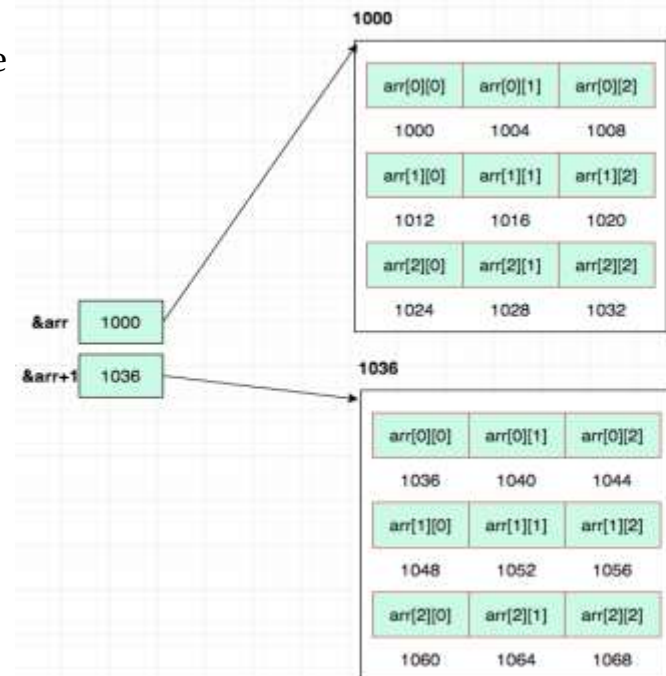 1000
e
arr[0][0] arr[0][1] arr[0][2]
1000 1004 1008
arr[1][0] arr[1][1] arr[1][2]
1012 1016 1020
arr[2][0] arr[2][1] arr[2][2]
1024 1028 1032
&arr 1000
&arr+1 1036
1036
arr[0][0] arr[0][1] arr[0][2]
1036 1040 1044
arr[1][0] arr[1][1] arr[1][2]
1048 1052 1056
arr[2][0] arr[2][1] arr[2][2]
1060 1064 1068